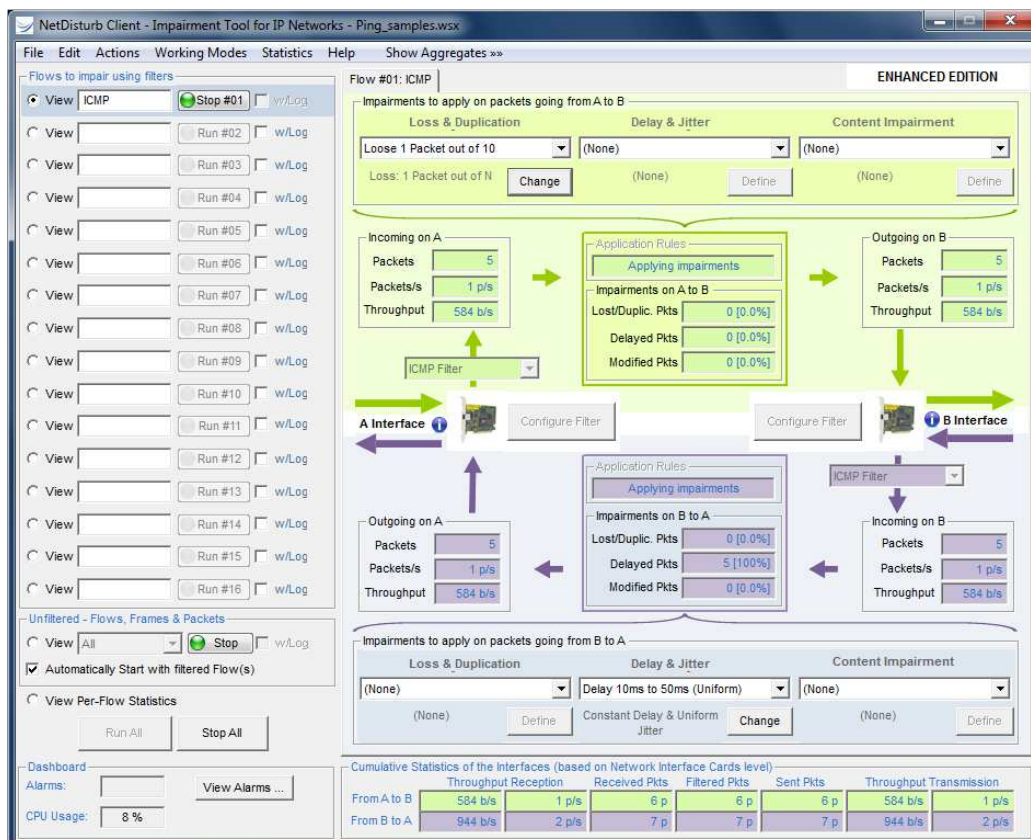 NetDisturb Client - Impairment Tool for IP Networks - Ping_samples.wsx
File Edit Actions Working Modes Statistics Help Show Aggregates »»
Flows to impair using filters
View ICMP Stop #01 w/Log
View Run #02 w/Log
View Run #03 w/Log
View Run #04 w/Log
View Run #05 w/Log
View Run #06 w/Log
View Run #07 w/Log
View Run #08 w/Log
View Run #09 w/Log
View Run #10 w/Log
View Run #11 w/Log
View Run #12 w/Log
View Run #13 w/Log
View Run #14 w/Log
View Run #15 w/Log
View Run #16 w/Log
Unfiltered - Flows, Frames & Packets
View All Stop w/Log
Automatically Start with filtered Flow(s)
View Per-Flow Statistics
Run All Stop All
Dashboard
Alarms: View Alarms ...
CPU Usage: 8 %
Flow #01: ICMP
ENHANCED EDITION
Impairments to apply on packets going from A to B
Loss & Duplication Delay & Jitter Content Impairment
Loose 1 Packet out of 10 (None) (None)
Loss: 1 Packet out of N Change (None) Define (None) Define
Incoming on A
Packets 5
Packets/s 1 p/s
Throughput 584 b/s
ICMP Filter
Application Rules
Applying impairments
Impairments on A to B
Lost/Duplic. Pkts 0 [0.0%]
Delayed Pkts 0 [0.0%]
Modified Pkts 0 [0.0%]
Outgoing on B
Packets 5
Packets/s 1 p/s
Throughput 584 b/s
A Interface Configure Filter Configure Filter B Interface
ICMP Filter
Outgoing on A
Packets 5
Packets/s 1 p/s
Throughput 584 b/s
Application Rules
Applying impairments
Impairments on B to A
Lost/Duplic. Pkts 0 [0.0%]
Delayed Pkts 5 [100%]
Modified Pkts 0 [0.0%]
Incoming on B
Packets 5
Packets/s 1 p/s
Throughput 584 b/s
Impairments to apply on packets going from B to A
Loss & Duplication Delay & Jitter Content Impairment
(None) Delay 10ms to 50ms (Uniform) (None)
(None) Define Constant Delay & Uniform Jitter Change (None) Define
Cumulative Statistics of the Interfaces (based on Network Interface Cards level)
Throughput Reception Received Pkts Filtered Pkts Sent Pkts Throughput Transmission
From A to B 584 b/s 1 p/s 6 p 6 p 6 p 584 b/s 1 p/s
From B to A 944 b/s 2 p/s 7 p 7 p 7 p 944 b/s 2 p/s